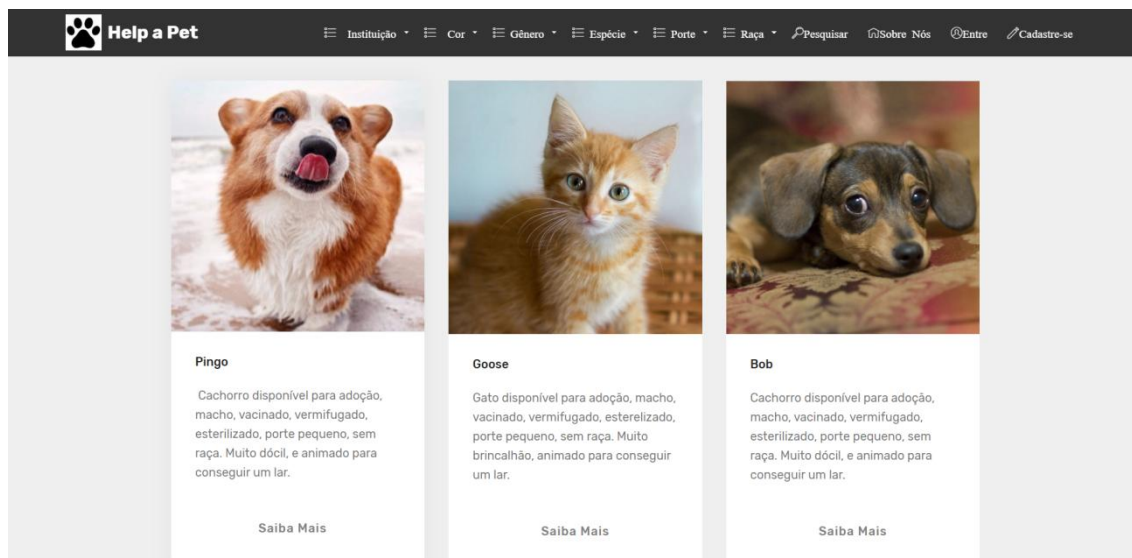 Help a Pet
Instituição
Cor
Gênero
Espécie
Porte
Raça
Pesquisar
Sobre Nós
Entre
Cadastre-se
Pingo
Cachorro disponível para adoção,
macho, vacinado, vermifugado,
esterilizado, porte pequeno, sem
raça. Muito dócil, e animado para
conseguir um lar.
Saiba Mais
Goose
Gato disponível para adoção, macho,
vacinado, vermifugado, esterelizado,
porte pequeno, sem raça. Muito
brincalhão, animado para conseguir
um lar.
Saiba Mais
Bob
Cachorro disponível para adoção,
macho, vacinado, vermifugado,
esterilizado, porte pequeno, sem
raça. Muito dócil, e animado para
conseguir um lar.
Saiba Mais